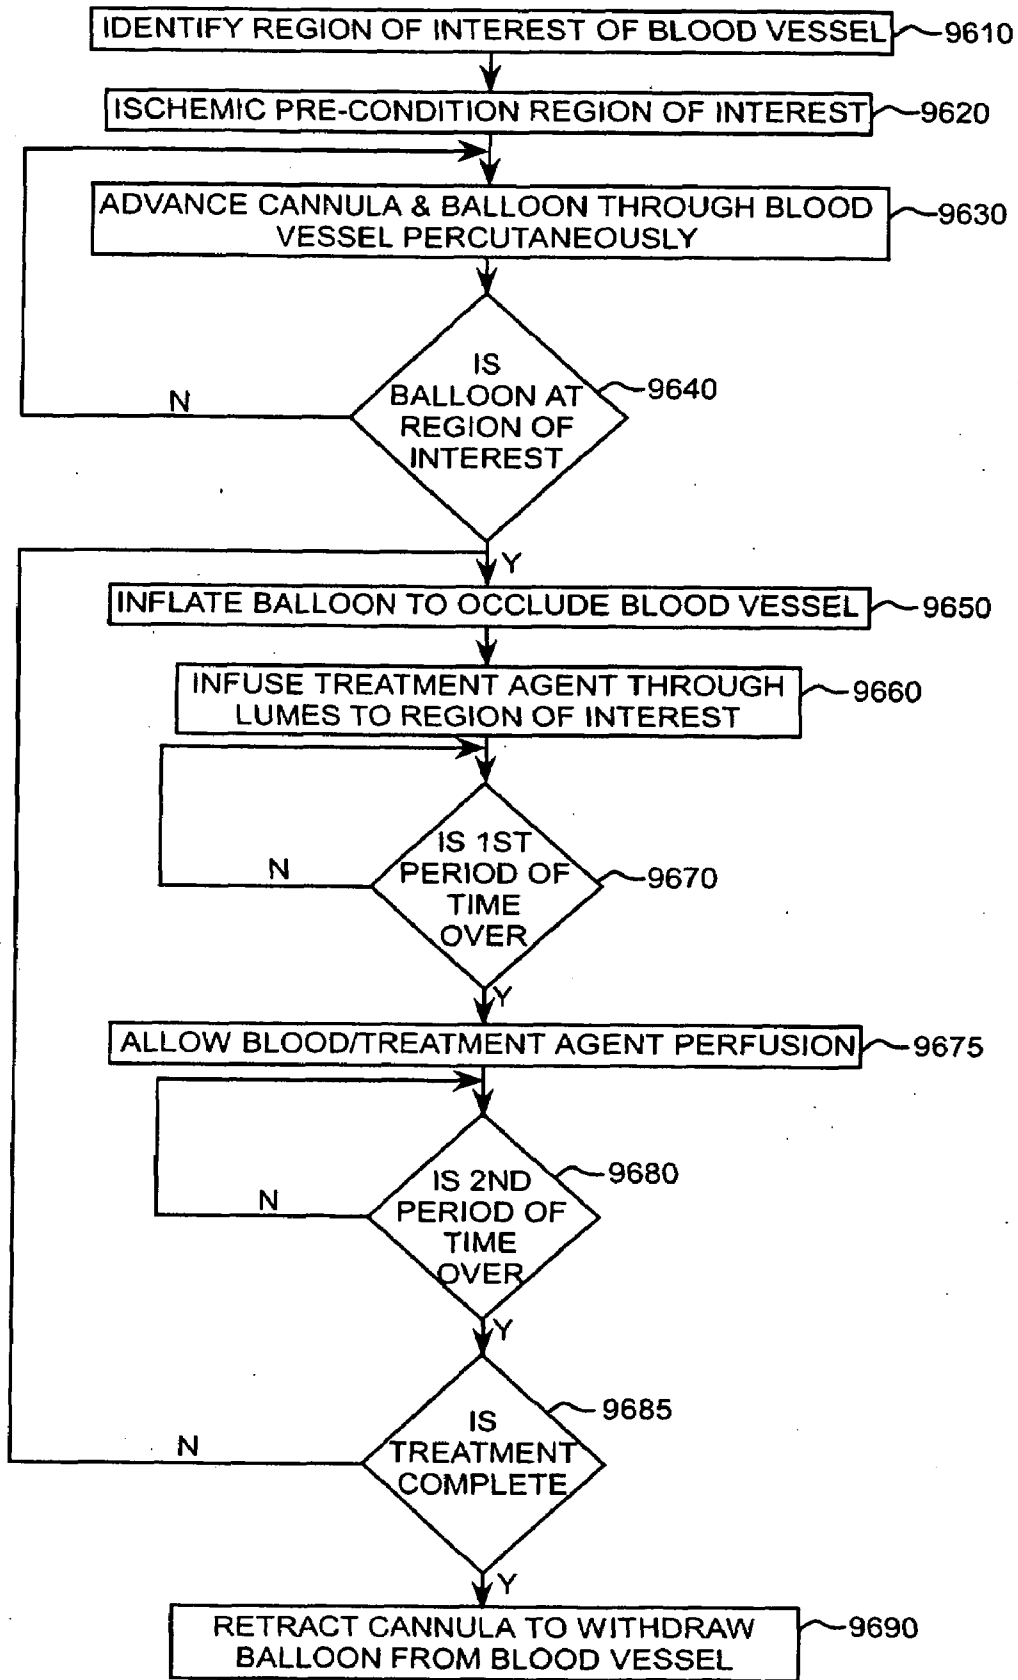 IDENTIFY REGION OF INTEREST OF BLOOD VESSEL 9610
ISCHEMIC PRE-CONDITION REGION OF INTEREST 9620
ADVANCE CANNULA & BALLOON THROUGH BLOOD
VESSEL PERCUTANEOUSLY
9630
IS
BALLOON AT
REGION OF
INTEREST
9640
N
Y
INFLATE BALLOON TO OCCLUDE BLOOD VESSEL 9650
INFUSE TREATMENT AGENT THROUGH
LUMES TO REGION OF INTEREST
9660
IS 1ST
PERIOD OF
TIME
OVER
9670
N
Y
ALLOW BLOOD/TREATMENT AGENT PERFUSION 9675
IS 2ND
PERIOD OF
TIME
OVER
9680
N
Y
IS
TREATMENT
COMPLETE
9685
N
Y
RETRACT CANNULA TO WITHDRAW
BALLOON FROM BLOOD VESSEL
9690